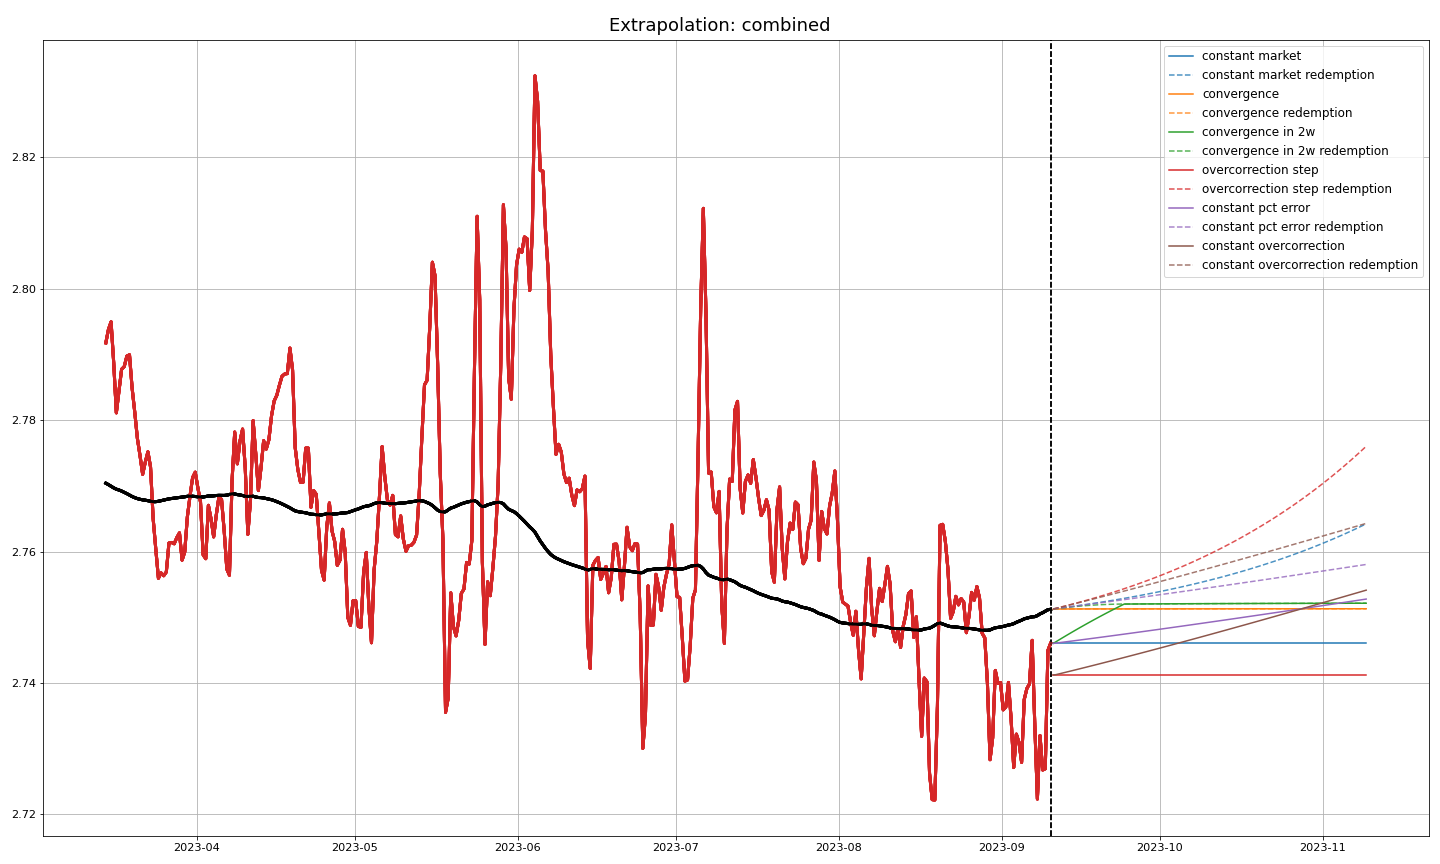 Extrapolation: combined
constant market
constant market redemption
convergence
convergence redemption
convergence in 2w
convergence in 2w redemption
overcorrection step
overcorrection step redemption
constant pct error
constant pct error redemption
constant overcorrection
constant overcorrection redemption
2.82
2.80
2.78
2.76
2.74
2.72
2023-04 2023-05 2023-06 2023-07 2023-08 2023-09 2023-10 2023-11